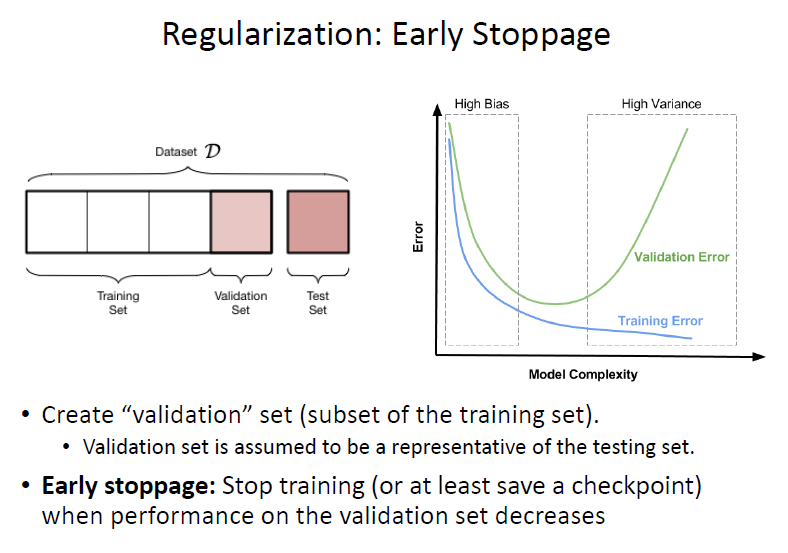 Regularization: Early Stoppage
Dataset 𝒟
Training
Set
Validation
Set
Test
Set
High Bias
High Variance
Error
Validation Error
Training Error
Model Complexity
• Create “validation” set (subset of the training set).
• Validation set is assumed to be a representative of the testing set.
• Early stoppage: Stop training (or at least save a checkpoint)
when performance on the validation set decreases